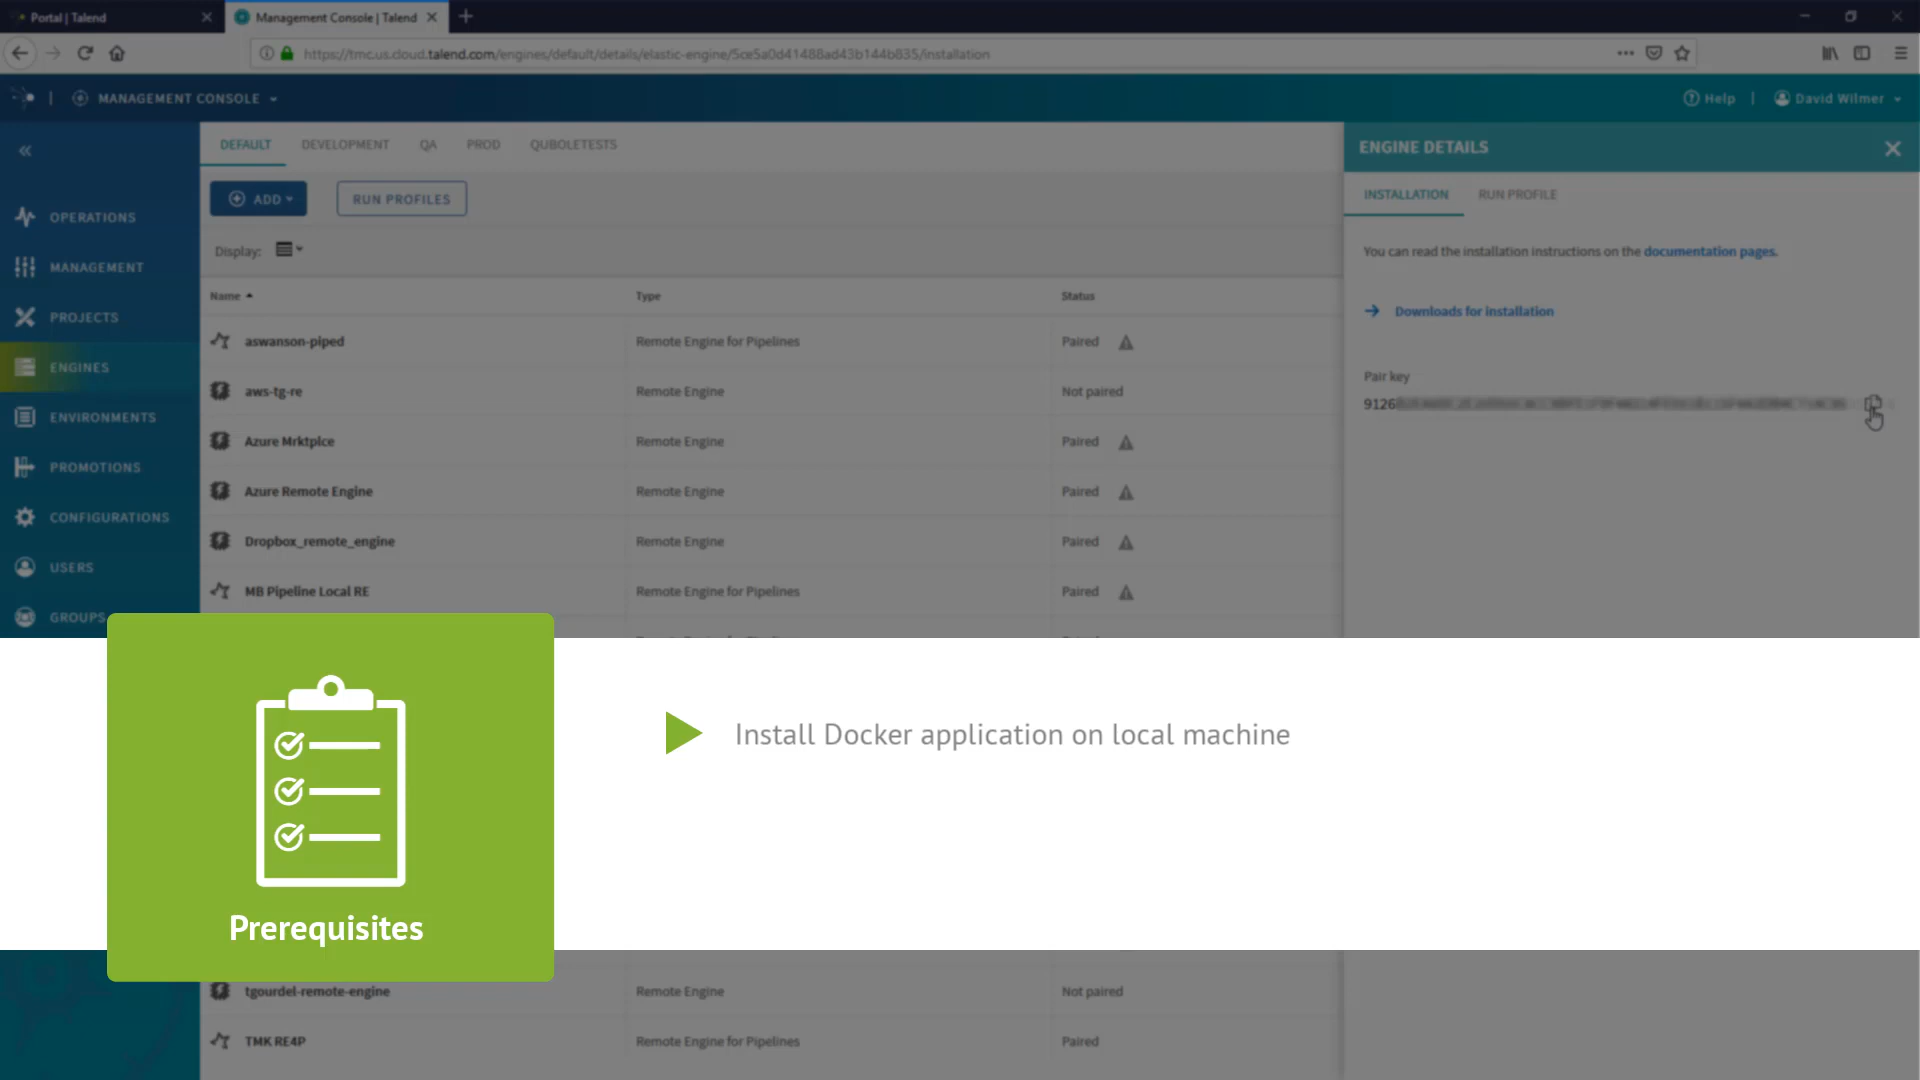 Portal | Talend
Management Console | Talend
https://tmc.us.cloud.talend.com/engines/default/details/elastic-engine/5ce5a0d41488ad43b144b835/installation
MANAGEMENT CONSOLE
Help
David Wilmer
DEFAULT
DEVELOPMENT
QA
PROD
QUBOLETESTS
ENGINE DETAILS
ADD
RUN PROFILES
INSTALLATION
RUN PROFILE
OPERATIONS
Display:
You can read the installation instructions on the documentation pages.
MANAGEMENT
Name
Type
Status
Downloads for installation
PROJECTS
aswanson-piped
Remote Engine for Pipelines
Paired
ENGINES
Pair key
aws-tg-re
Remote Engine
Not paired
9126
ENVIRONMENTS
Azure Mrktplce
Remote Engine
Paired
PROMOTIONS
Azure Remote Engine
Remote Engine
Paired
CONFIGURATIONS
Dropbox_remote_engine
Remote Engine
Paired
USERS
MB Pipeline Local RE
Remote Engine for Pipelines
Paired
GROUPS
Install Docker application on local machine
Prerequisites
tgourdel-remote-engine
Remote Engine
Not paired
TMK RE4P
Remote Engine for Pipelines
Paired